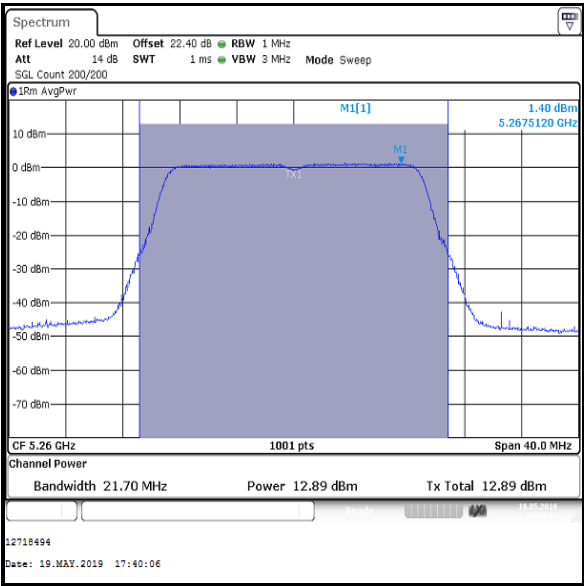 Spectrum
Ref Level 20.00 dBm Offset 22.40 dB RBW 1 MHz
Att 14 dB SWT 1 ms VBW 3 MHz Mode Sweep
SGL Count 200/200
1Rm AvgPwr
M1[1] 1.40 dBm
5.2675120 GHz
10 dBm
M1
0 dBm
TX1
-10 dBm
-20 dBm
-30 dBm
-40 dBm
-50 dBm
-60 dBm
-70 dBm
CF 5.26 GHz 1001 pts Span 40.0 MHz
Channel Power
Bandwidth 21.70 MHz Power 12.89 dBm Tx Total 12.89 dBm
Ready 19.05.2019
12718494
Date: 19.MAY.2019 17:40:06